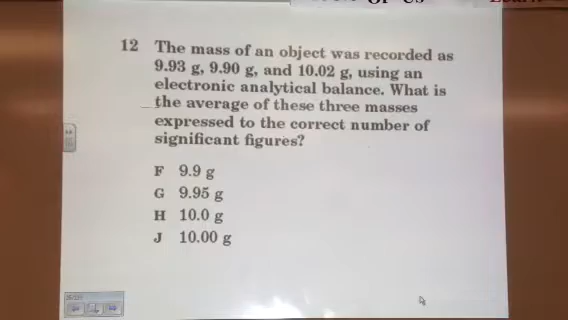 12 The mass of an object was recorded as
9.93 g, 9.90 g, and 10.02 g, using an
electronic analytical balance. What is
the average of these three masses
expressed to the correct number of
significant figures?
F 9.9 g
G 9.95 g
H 10.0 g
J 10.00 g